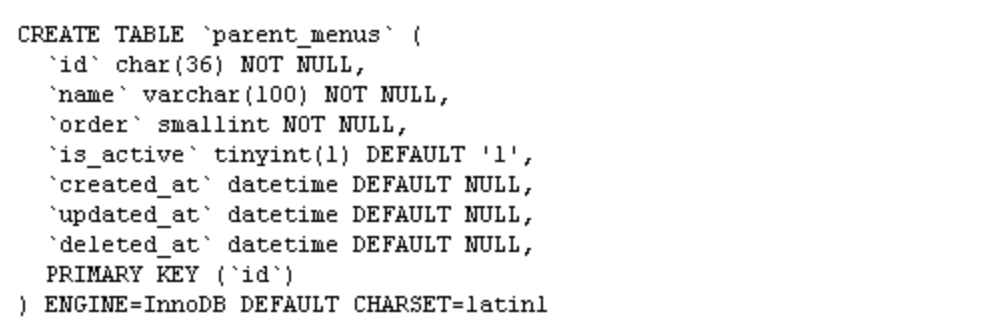 CREATE TABLE `parent_menus` (
`id` char(36) NOT NULL,
`name` varchar(100) NOT NULL,
`order` smallint NOT NULL,
`is_active` tinyint(1) DEFAULT '1',
`created_at` datetime DEFAULT NULL,
`updated_at` datetime DEFAULT NULL,
`deleted_at` datetime DEFAULT NULL,
PRIMARY KEY (`id`)
) ENGINE=InnoDB DEFAULT CHARSET=latin1